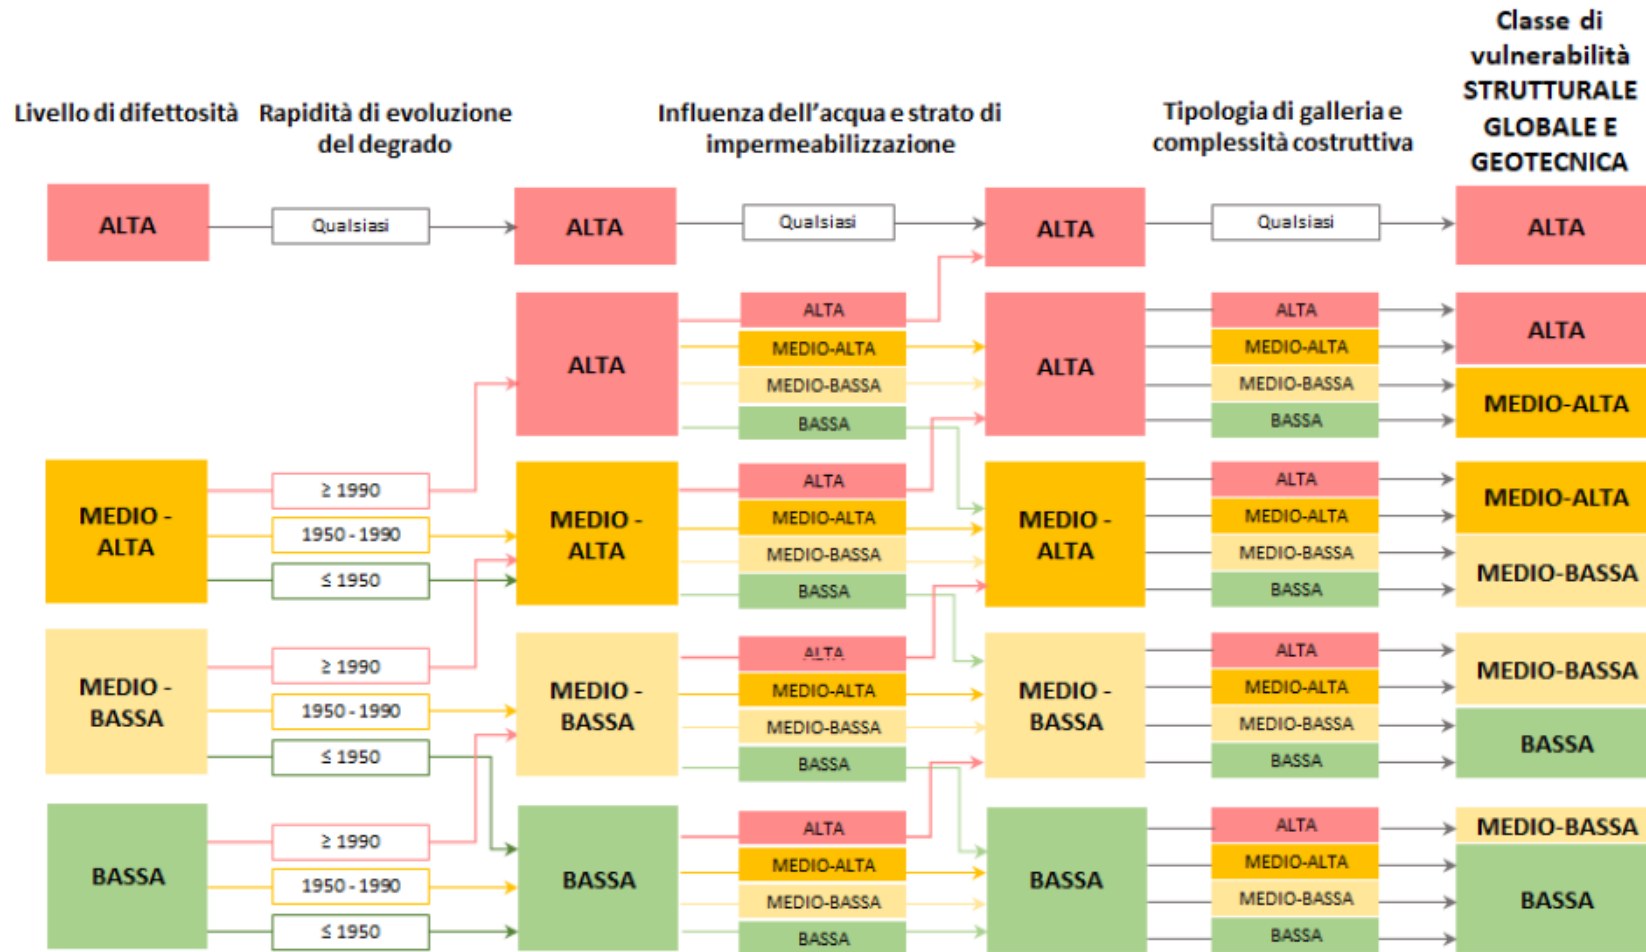 Classe di
vulnerabilità
STRUTTURALE
GLOBALE E
GEOTECNICA
Livello di difettosità
Rapidità di evoluzione
del degrado
Influenza dell'acqua e strato di
impermeabilizzazione
Tipologia di galleria e
complessità costruttiva
ALTA
Qualsiasi
ALTA
Qualsiasi
ALTA
Qualsiasi
ALTA
ALTA
ALTA
MEDIO-ALTA
MEDIO-BASSA
BASSA
ALTA
ALTA
MEDIO-ALTA
MEDIO-BASSA
BASSA
ALTA
MEDIO-ALTA
MEDIO -
ALTA
≥ 1990
1950 - 1990
≤ 1950
MEDIO -
ALTA
ALTA
MEDIO-ALTA
MEDIO-BASSA
BASSA
MEDIO -
ALTA
ALTA
MEDIO-ALTA
MEDIO-BASSA
BASSA
MEDIO-ALTA
MEDIO-BASSA
MEDIO -
BASSA
≥ 1990
1950 - 1990
≤ 1950
MEDIO -
BASSA
ALTA
MEDIO-ALTA
MEDIO-BASSA
BASSA
MEDIO -
BASSA
ALTA
MEDIO-ALTA
MEDIO-BASSA
BASSA
MEDIO-BASSA
BASSA
BASSA
≥ 1990
1950 - 1990
≤ 1950
BASSA
ALTA
MEDIO-ALTA
MEDIO-BASSA
BASSA
BASSA
ALTA
MEDIO-ALTA
MEDIO-BASSA
BASSA
MEDIO-BASSA
BASSA